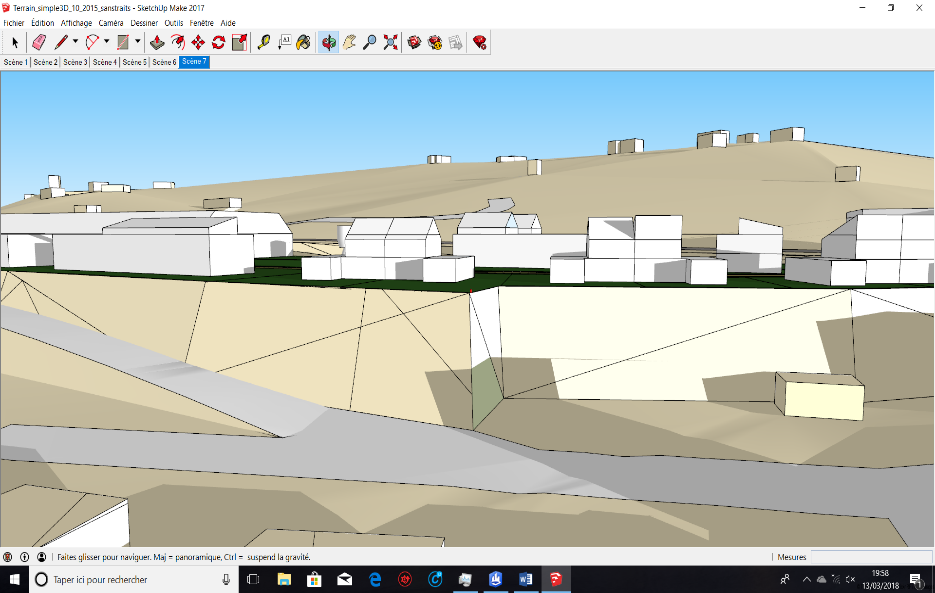 Terrain_simple3D_10_2015_sanstraits - SketchUp Make 2017
Fichier Édition Affichage Caméra Dessiner Outils Fenêtre Aide
Scène 1 Scène 2 Scène 3 Scène 4 Scène 5 Scène 6 Scène 7
Faites glisser pour naviguer. Maj = panoramique, Ctrl = suspend la gravité. Mesures
Taper ici pour rechercher
19:58
13/03/2018